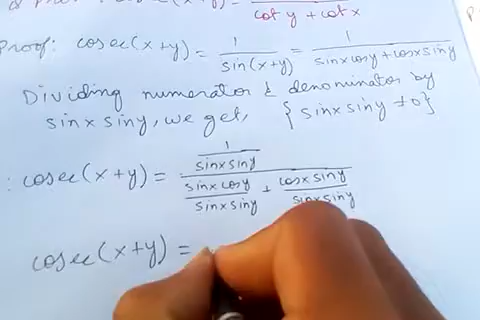 cosec(x+y) =
cot y + cot x
Proof: cosec(x+y) = 1/sin(x+y) = 1/sinx cosy + cosx siny
Dividing numerator & denominator by
sinx siny, we get, {sinx siny ≠ 0}
: cosec(x+y) = 1/sinx siny / sinx cosy/sinx siny + cosx siny/sinx siny
cosec(x+y) =